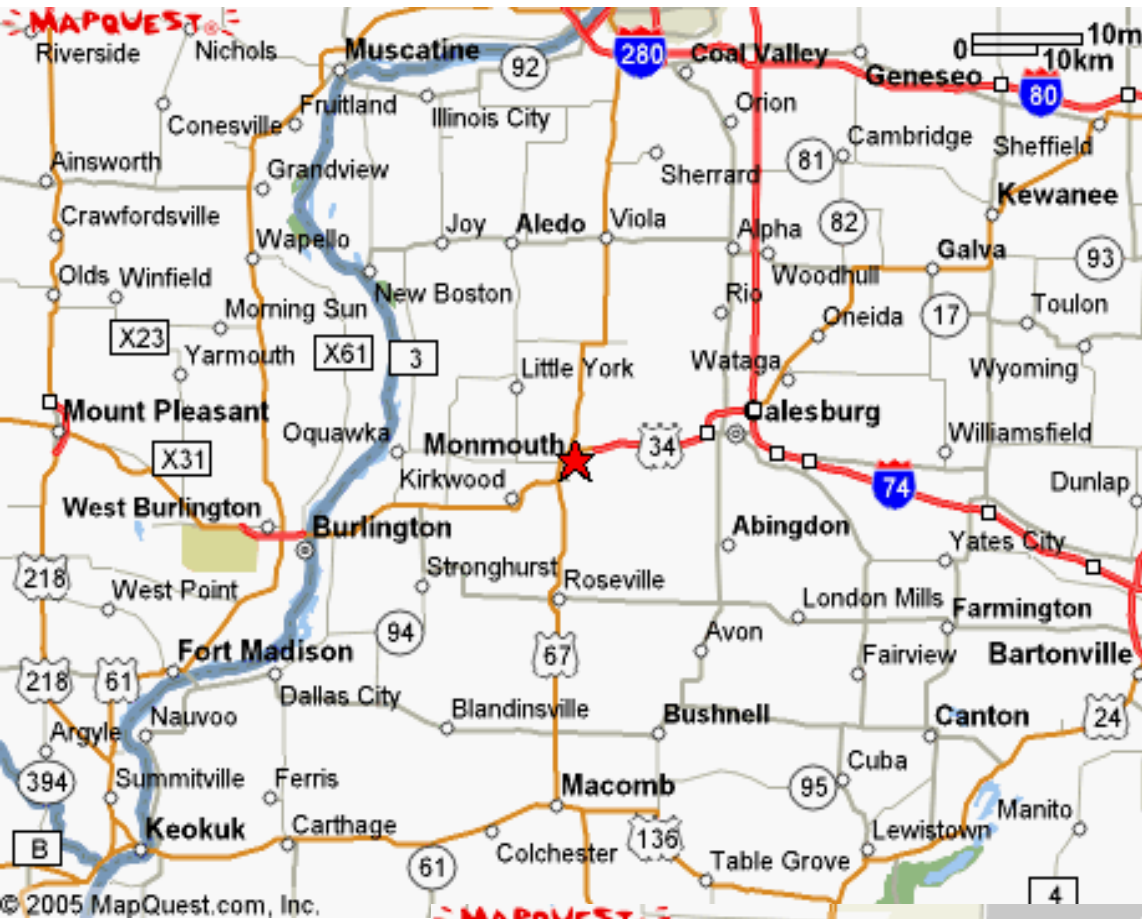 MAPQUEST
Riverside
Nichols
Muscatine
92
280
Coal Valley
Geneseo
0
10m
10km
80
Fruitland
Illinois City
Orion
Conesville
Cambridge
81
Sheffield
Ainsworth
Grandview
Sherrard
Kewanee
Crawfordsville
Wapello
Joy
Aledo
Viola
Alpha
82
Galva
93
Olds
Winfield
New Boston
Woodhull
Morning Sun
Rio
Oneida
17
Toulon
X23
X61
3
Yarmouth
Little York
Wataga
Wyoming
Mount Pleasant
Galesburg
Oquawka
Monmouth
34
Williamsfield
X31
Kirkwood
74
Dunlap
West Burlington
Burlington
Abingdon
Yates City
218
Stronghurst
Roseville
West Point
London Mills
Farmington
94
Avon
Fort Madison
67
Fairview
Bartonville
218
61
Dallas City
Nauvoo
Blandinsville
Bushnell
Canton
24
Argyle
394
Summitville
Ferris
Macomb
95
Cuba
Manito
B
Keokuk
Carthage
136
Lewistown
61
Colchester
Table Grove
4
© 2005 MapQuest.com, Inc.
MAPQUEST